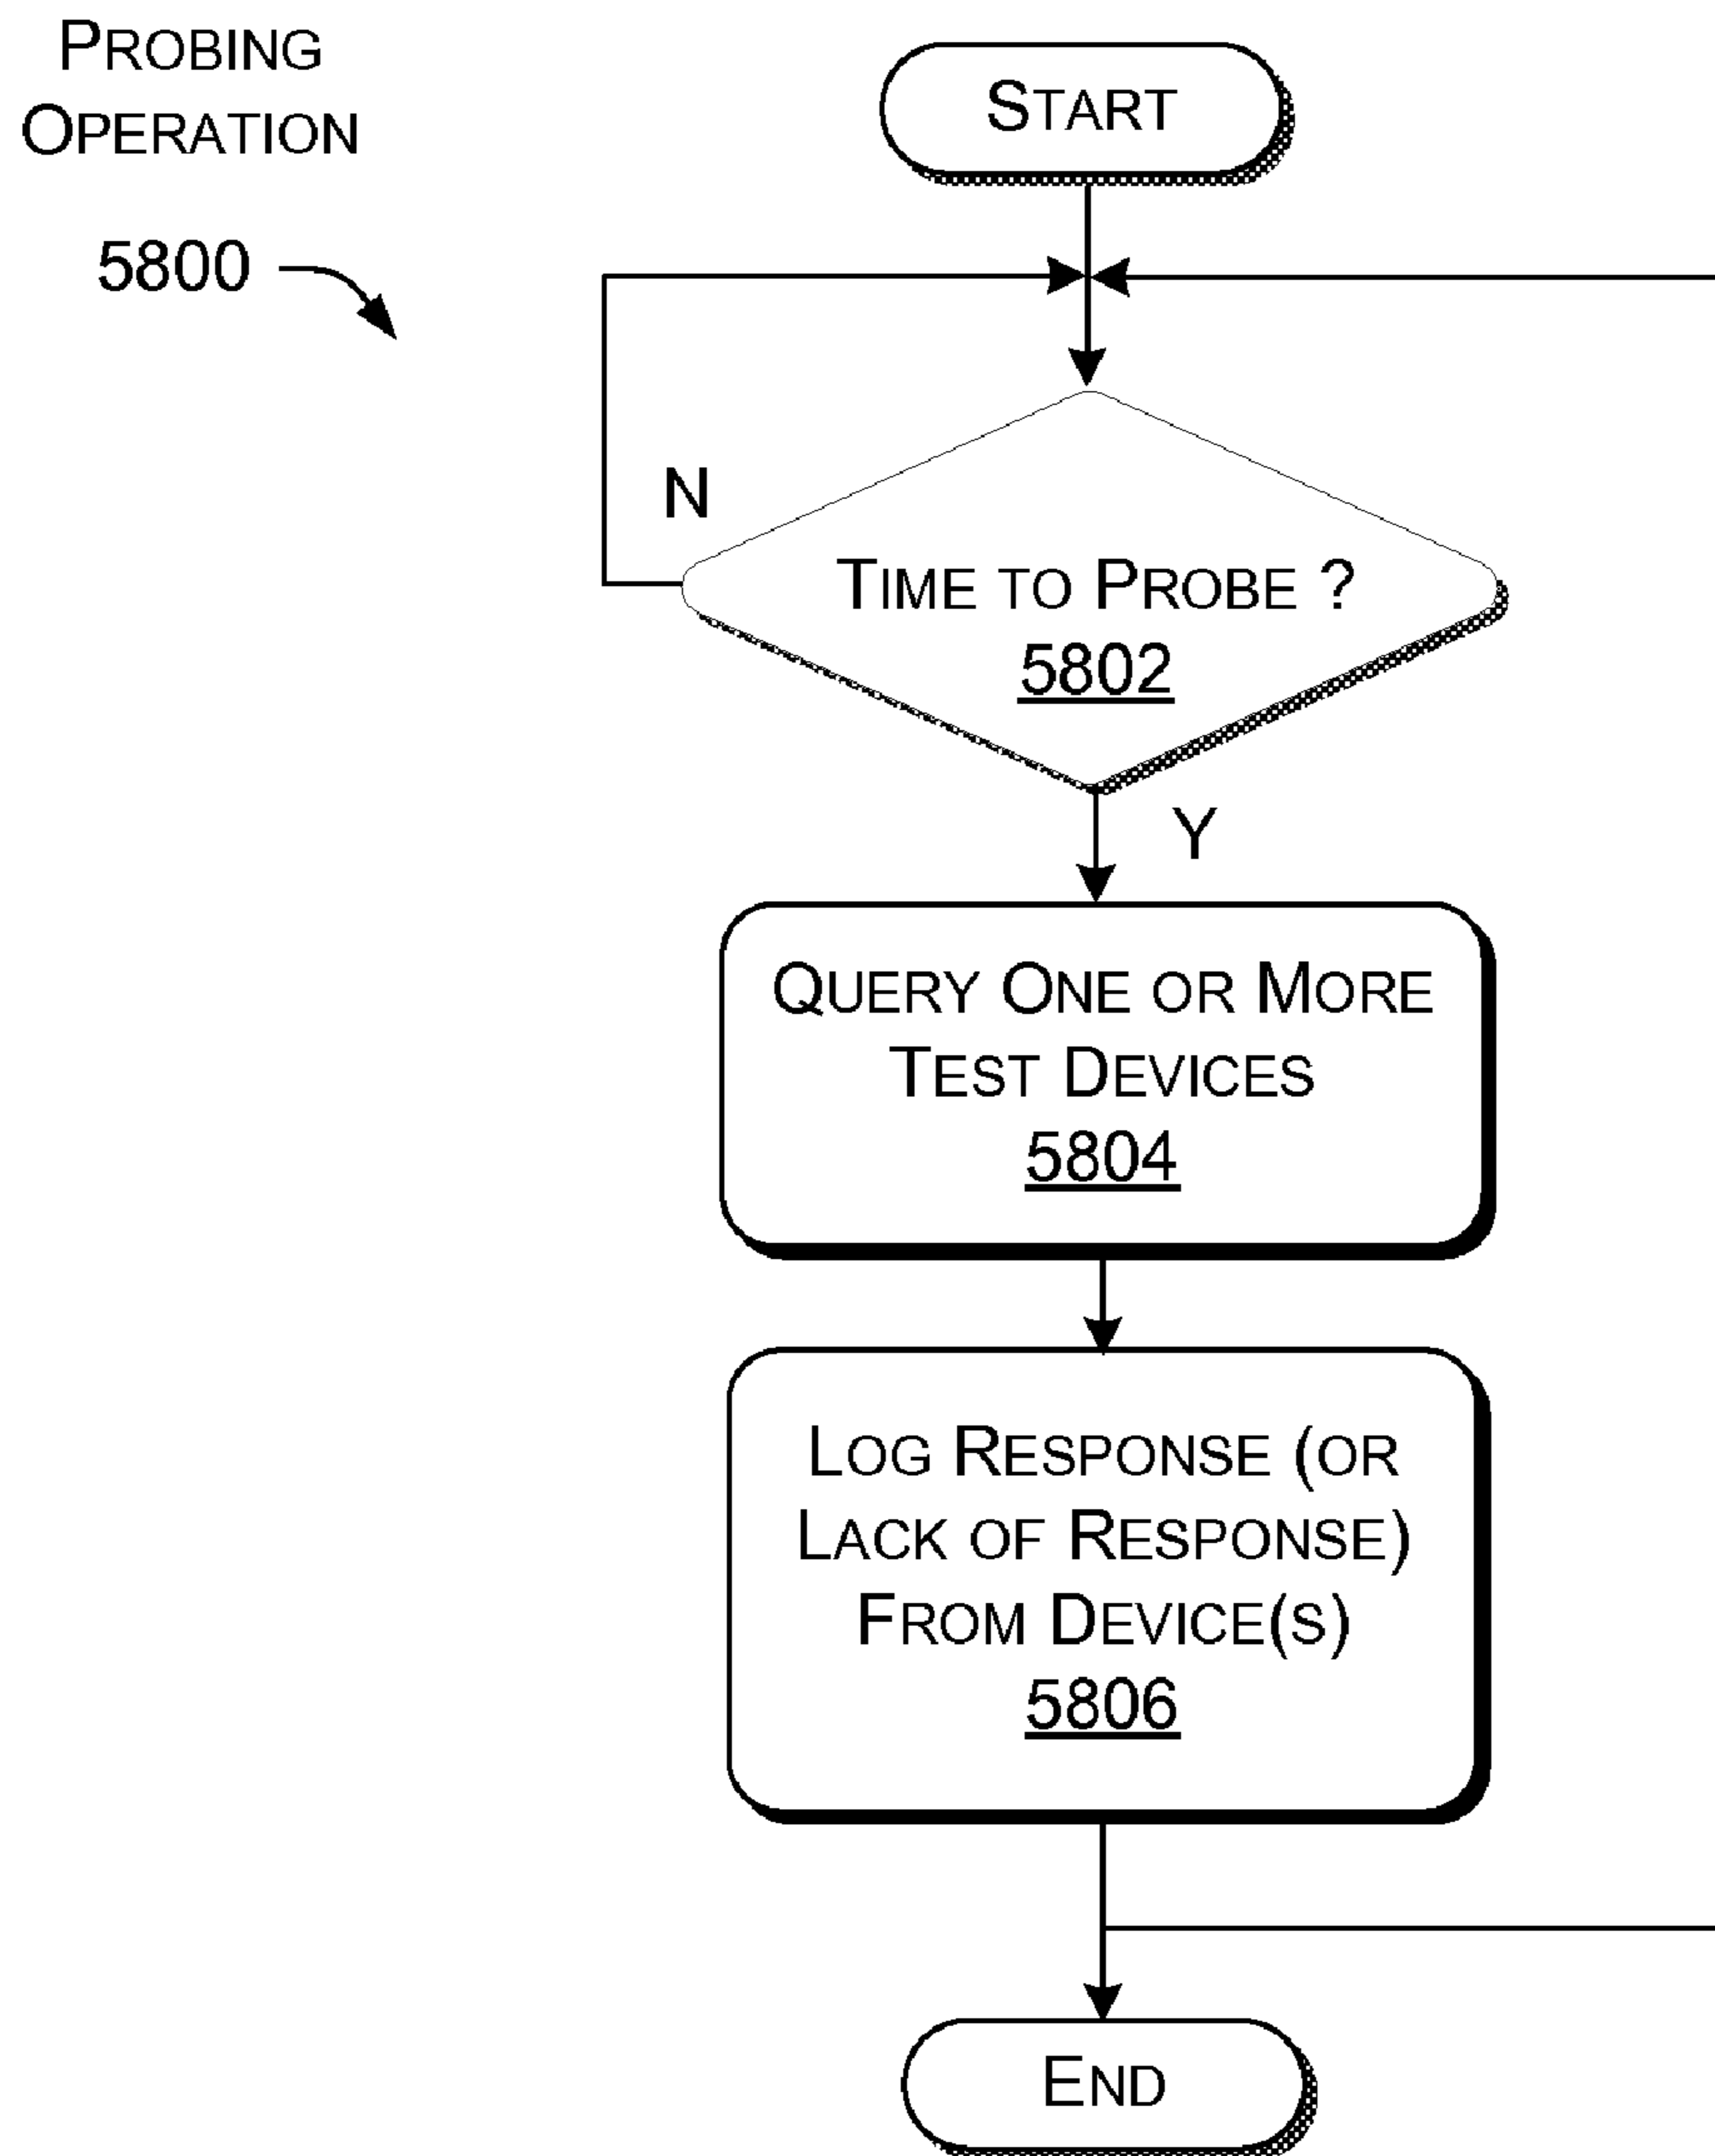 PROBING
OPERATION
5800
START
N
TIME TO PROBE ?
5802
Y
QUERY ONE OR MORE
TEST DEVICES
5804
LOG RESPONSE (OR
LACK OF RESPONSE)
FROM DEVICE(S)
5806
END